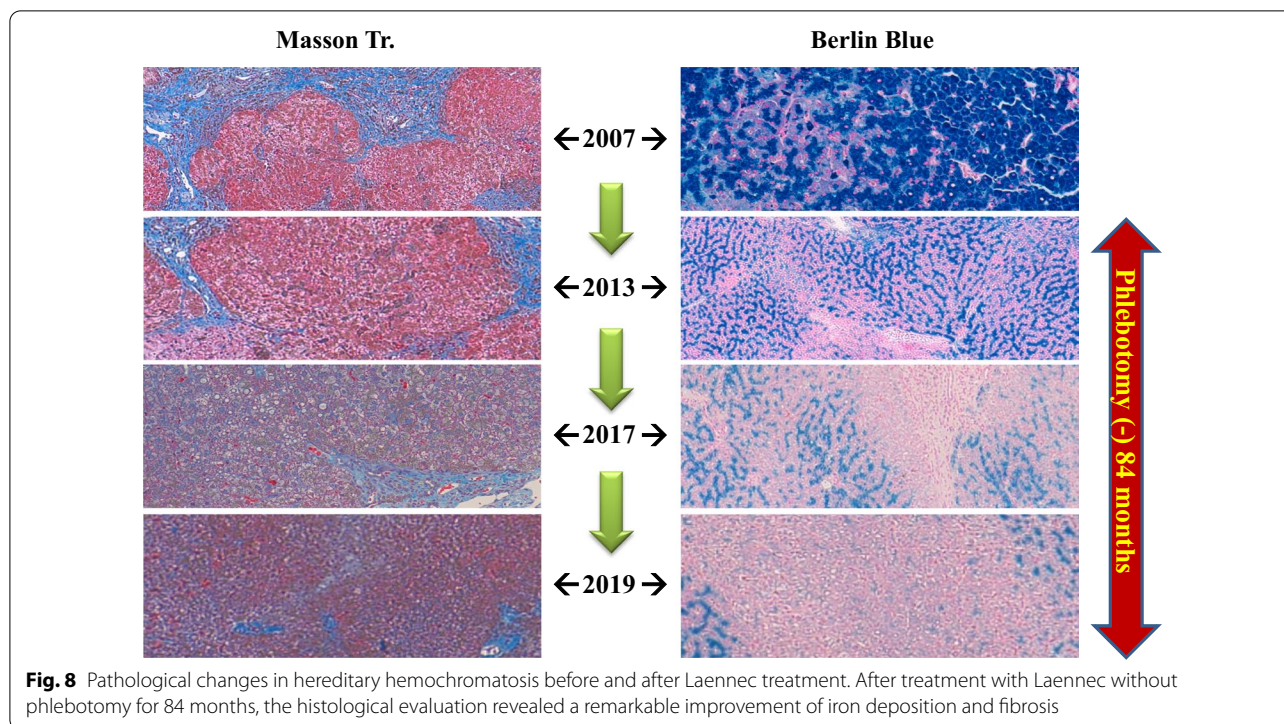 Masson Tr.
Berlin Blue
←2007→
←2013→
←2017→
←2019→
Phlebotomy (-) 84 months
Fig. 8 Pathological changes in hereditary hemochromatosis before and after Laennec treatment. After treatment with Laennec without
phlebotomy for 84 months, the histological evaluation revealed a remarkable improvement of iron deposition and fibrosis